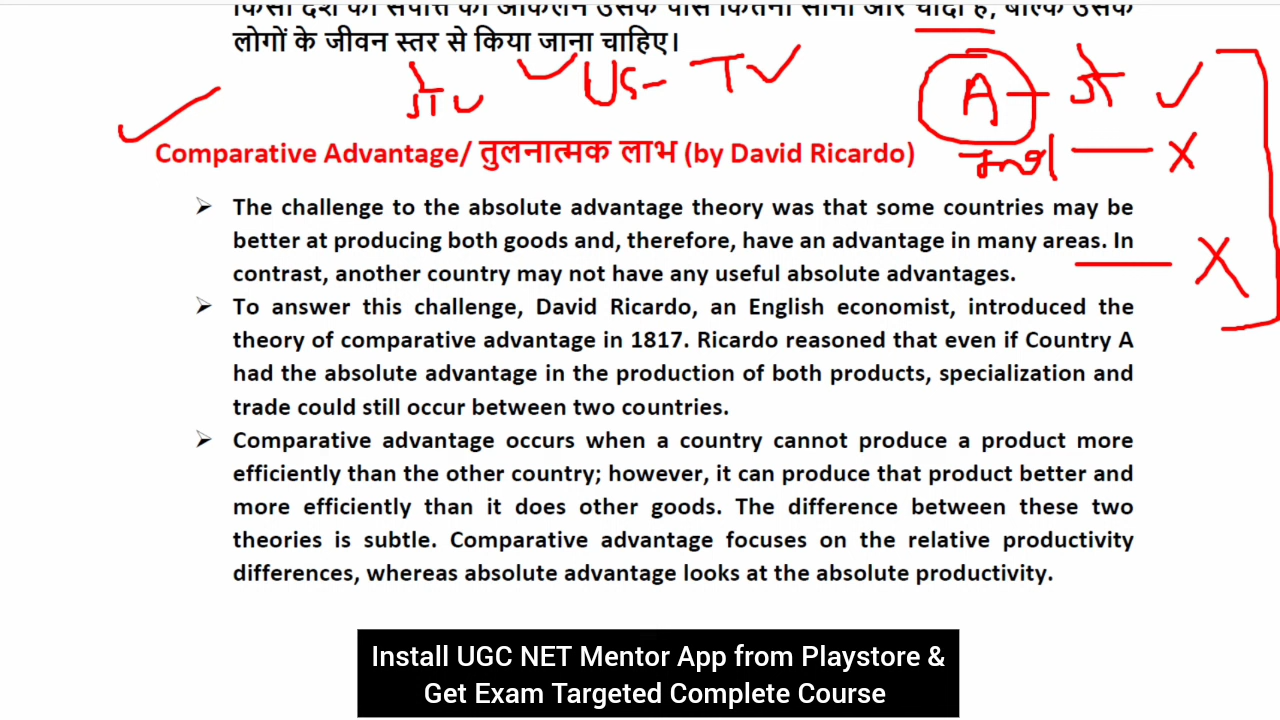 किसी देश की संपत्ति का आकलन उसके पास कितना सोना और चांदी है, बल्कि उसके
लोगों के जीवन स्तर से किया जाना चाहिए।
US- TV
A
Comparative Advantage/ तुलनात्मक लाभ (by David Ricardo)
➢ The challenge to the absolute advantage theory was that some countries may be
better at producing both goods and, therefore, have an advantage in many areas. In
contrast, another country may not have any useful absolute advantages.
➢ To answer this challenge, David Ricardo, an English economist, introduced the
theory of comparative advantage in 1817. Ricardo reasoned that even if Country A
had the absolute advantage in the production of both products, specialization and
trade could still occur between two countries.
➢ Comparative advantage occurs when a country cannot produce a product more
efficiently than the other country; however, it can produce that product better and
more efficiently than it does other goods. The difference between these two
theories is subtle. Comparative advantage focuses on the relative productivity
differences, whereas absolute advantage looks at the absolute productivity.
Install UGC NET Mentor App from Playstore &
Get Exam Targeted Complete Course